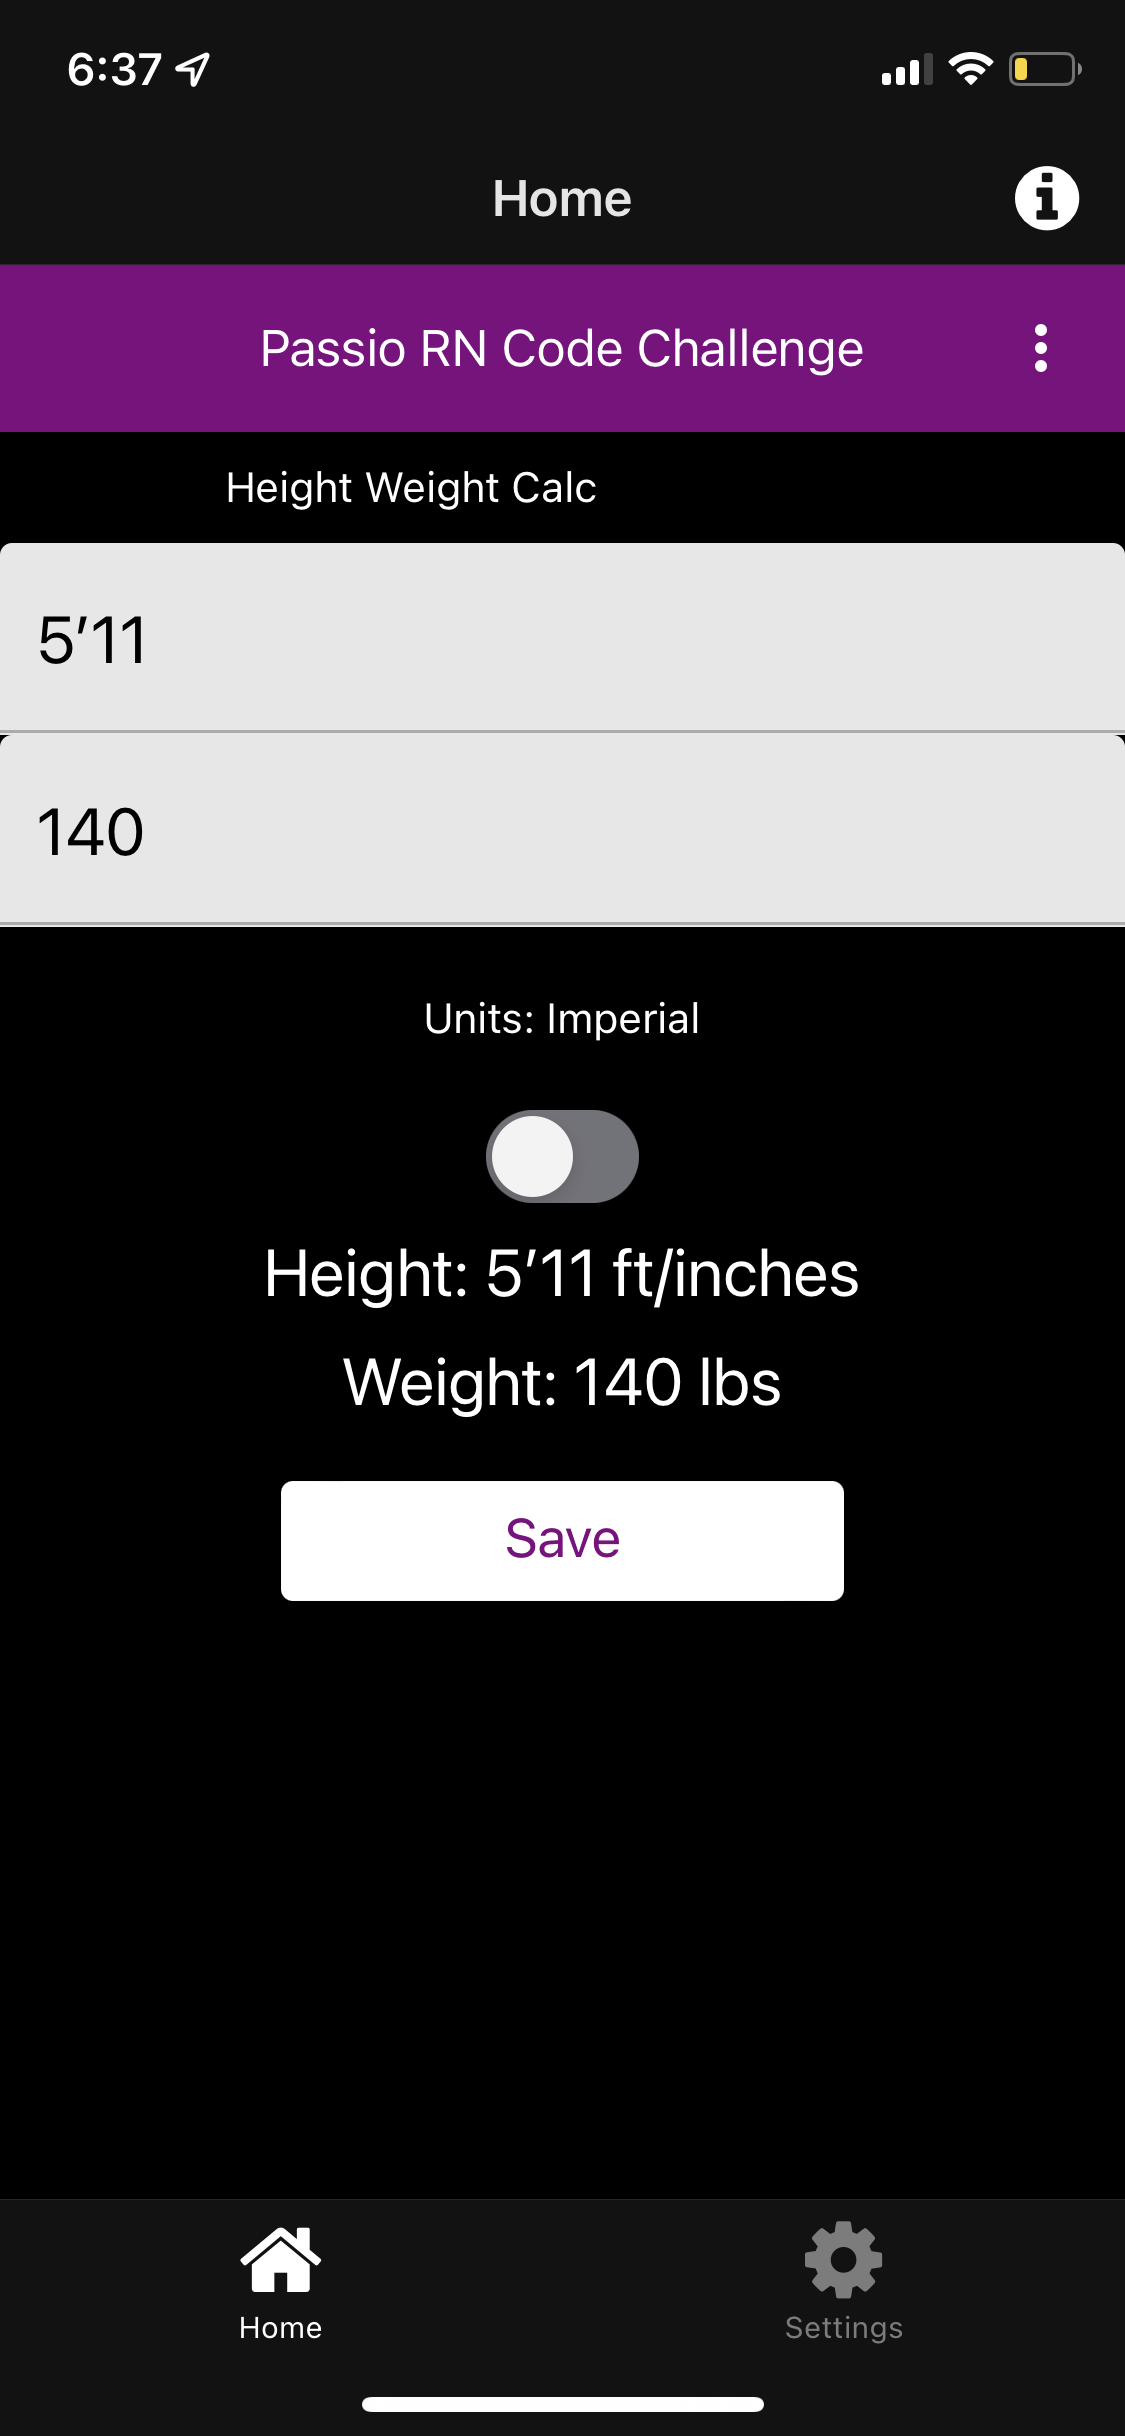 6:37
Home
Passio RN Code Challenge
Height Weight Calc
5’11
140
Units: Imperial
Height: 5’11 ft/inches
Weight: 140 lbs
Save
Home
Settings